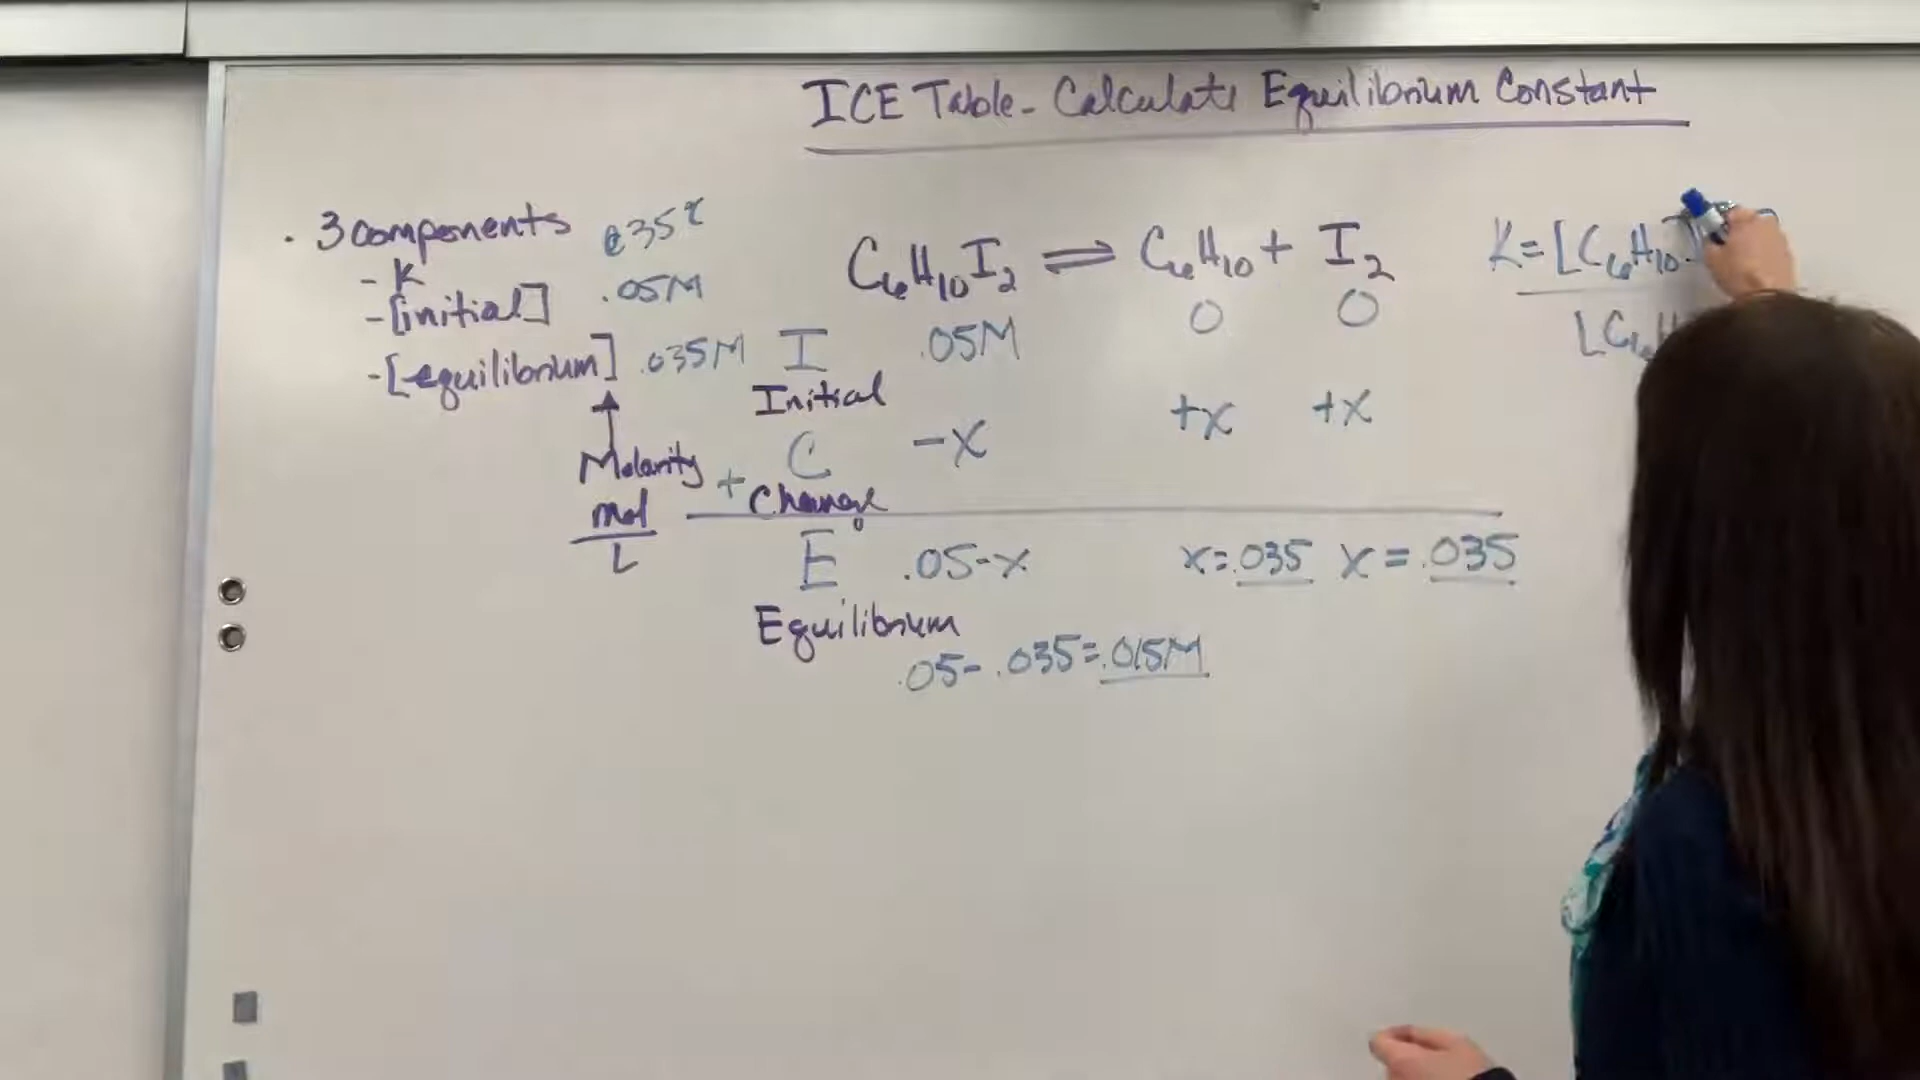 ICE Table - Calculate Equilibrium Constant
· 3 components @ 35°C
- K
- [initial] .05M
- [equilibrium] .035M
Molarity
mol
L
C6H10I2 ⇌ C6H10 + I2
I .05M 0 0
Initial
C -x +x +x
+ Change
E .05-x x=.035 x=.035
Equilibrium
.05-.035=.015M
K=[C6H10]
[C6H